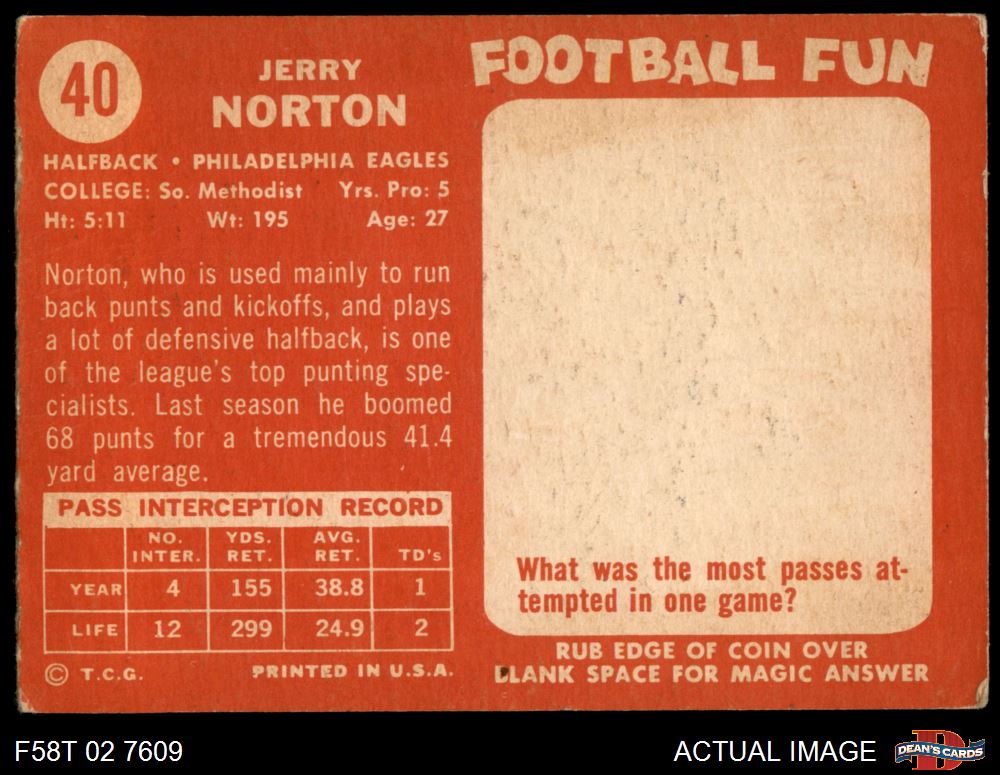 40
JERRY
NORTON
HALFBACK • PHILADELPHIA EAGLES
COLLEGE: So. Methodist Yrs. Pro: 5
Ht: 5:11 Wt: 195 Age: 27
Norton, who is used mainly to run
back punts and kickoffs, and plays
a lot of defensive halfback, is one
of the league's top punting spe-
cialists. Last season he boomed
68 punts for a tremendous 41.4
yard average.
PASS INTERCEPTION RECORD
NO. INTER. YDS. RET. AVG. RET. TD's
YEAR 4 155 38.8 1
LIFE 12 299 24.9 2
© T.C.G. PRINTED IN U.S.A.
FOOTBALL FUN
What was the most passes at-
tempted in one game?
RUB EDGE OF COIN OVER
BLANK SPACE FOR MAGIC ANSWER
F58T 02 7609
ACTUAL IMAGE
D
DEAN'S CARDS